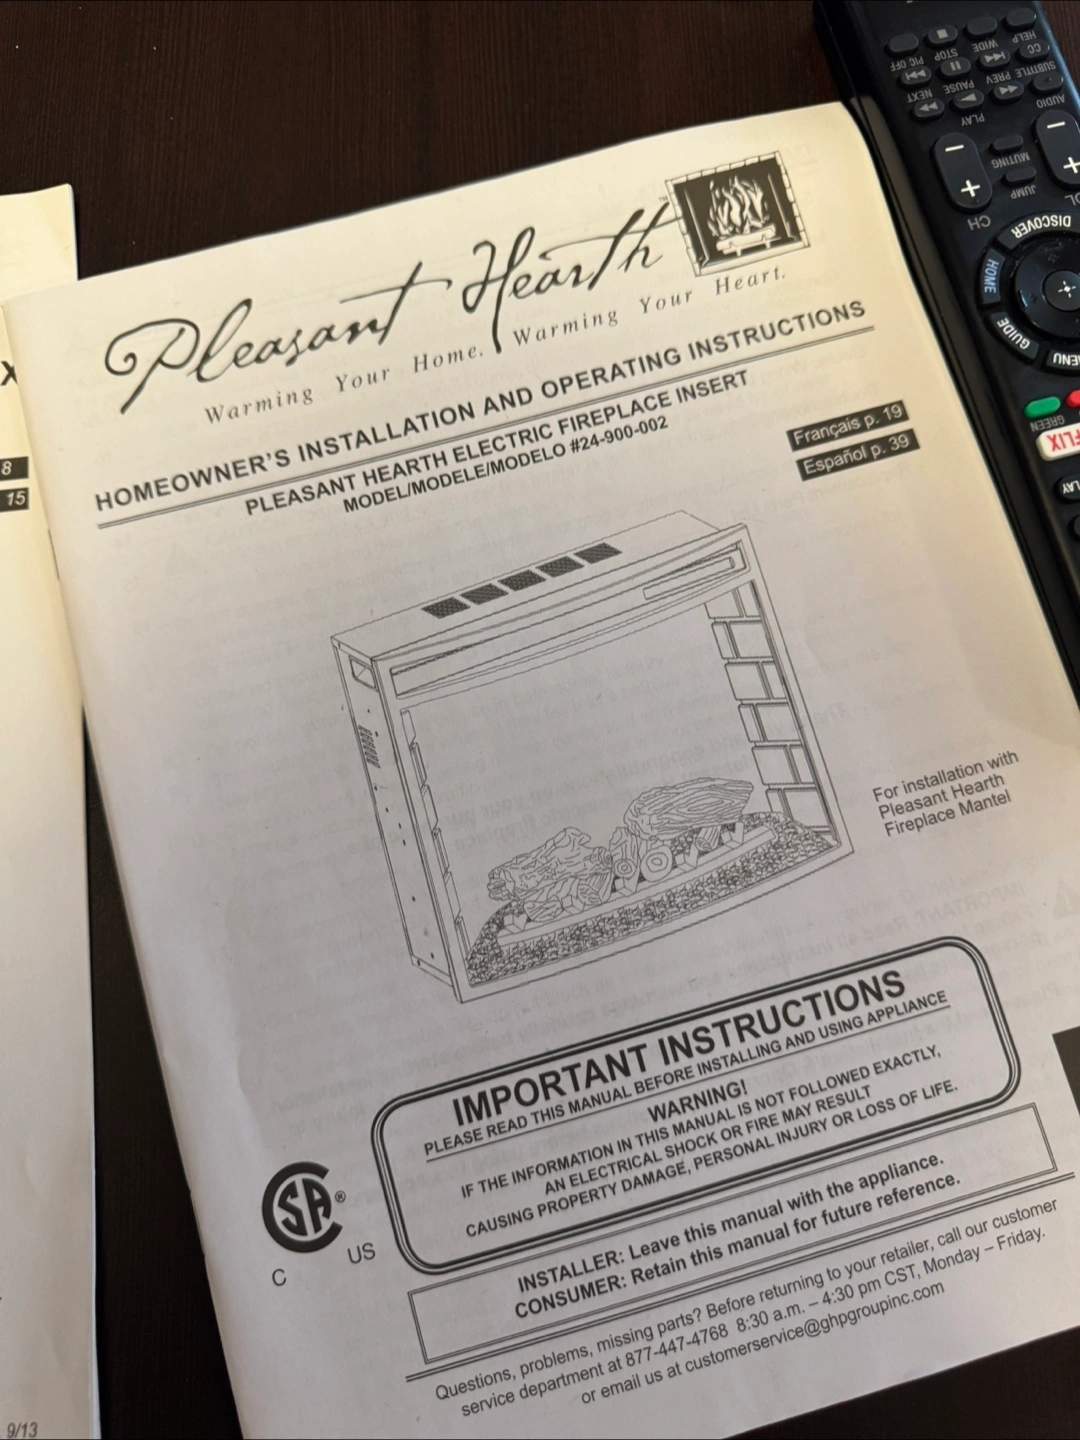 Pleasant Hearth™
Warming Your Home. Warming Your Heart.
HOMEOWNER'S INSTALLATION AND OPERATING INSTRUCTIONS
PLEASANT HEARTH ELECTRIC FIREPLACE INSERT
MODEL/MODELE/MODELO #24-900-002
Français p. 19
Español p. 39
For installation with
Pleasant Hearth
Fireplace Mantel
IMPORTANT INSTRUCTIONS
PLEASE READ THIS MANUAL BEFORE INSTALLING AND USING APPLIANCE
WARNING!
IF THE INFORMATION IN THIS MANUAL IS NOT FOLLOWED EXACTLY,
AN ELECTRICAL SHOCK OR FIRE MAY RESULT
CAUSING PROPERTY DAMAGE, PERSONAL INJURY OR LOSS OF LIFE.
CSA®
C US
INSTALLER: Leave this manual with the appliance.
CONSUMER: Retain this manual for future reference.
Questions, problems, missing parts? Before returning to your retailer, call our customer
service department at 877-447-4768 8:30 a.m. – 4:30 pm CST, Monday – Friday.
or email us at customerservice@ghpgroupinc.com
X
8
15
9/13
HELP
WIDE
STOP
PIC OFF
CC
SUBTITLE
PREV
PAUSE
NEXT
AUDIO
PLAY
MUTING
JUMP
CH
DISCOVER
HOME
GUIDE
MENU
GREEN
FLIX